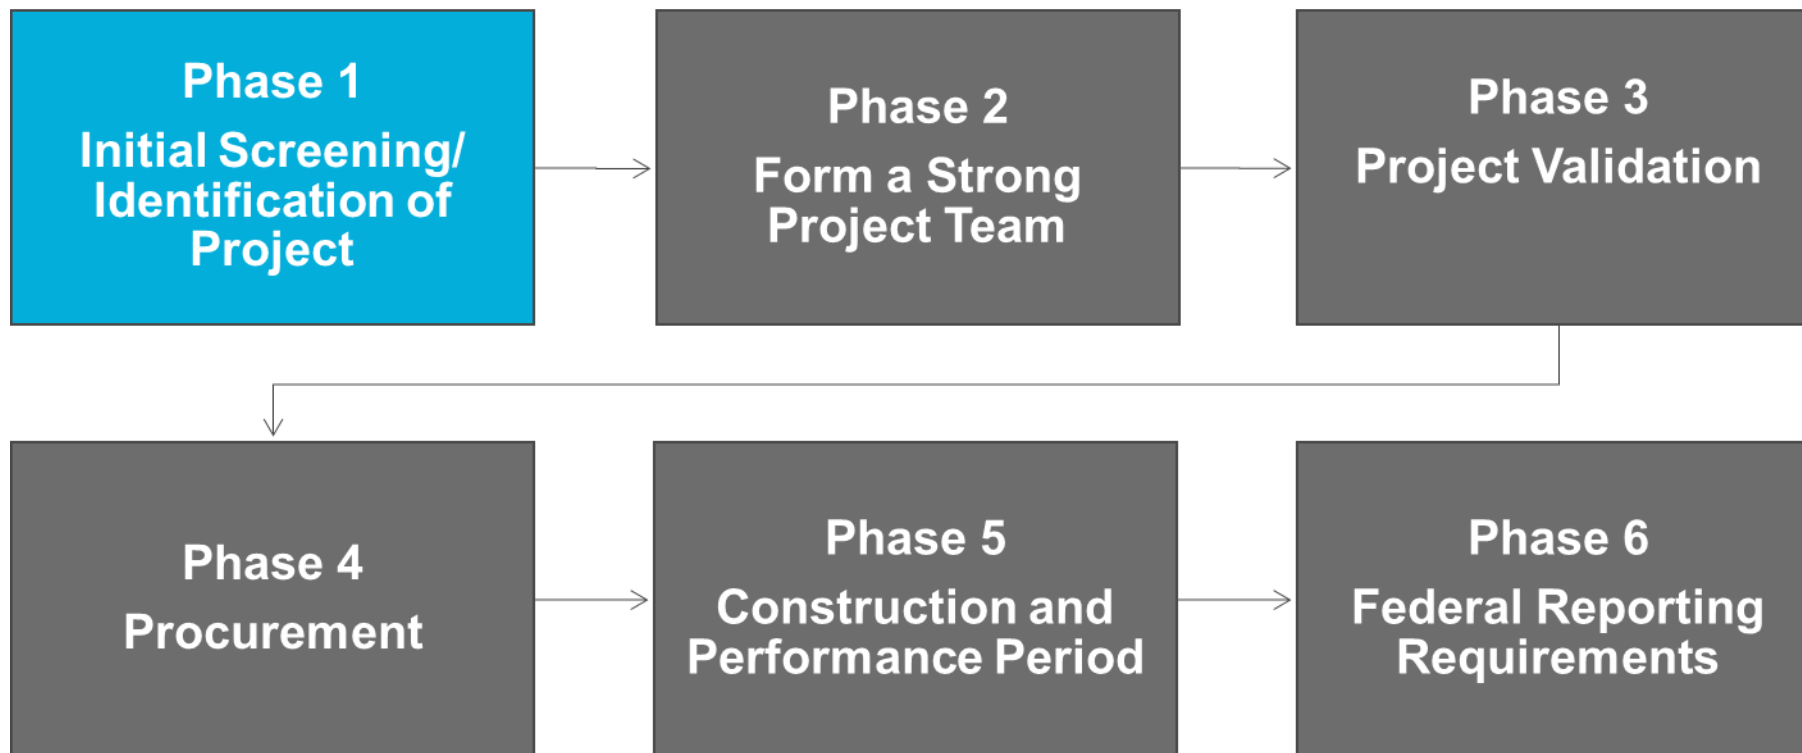 Phase 1
Initial Screening/
Identification of
Project
Phase 2
Form a Strong
Project Team
Phase 3
Project Validation
Phase 4
Procurement
Phase 5
Construction and
Performance Period
Phase 6
Federal Reporting
Requirements